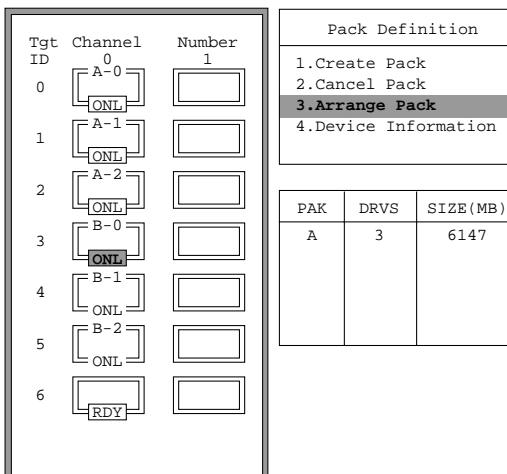 Tgt Channel Number
ID 0 1
0 A-0
ONL
1 A-1
ONL
2 A-2
ONL
3 B-0
ONL
4 B-1
ONL
5 B-2
ONL
6
RDY
Pack Definition
1.Create Pack
2.Cancel Pack
3.Arrange Pack
4.Device Information
PAK DRVS SIZE(MB)
A 3 6147